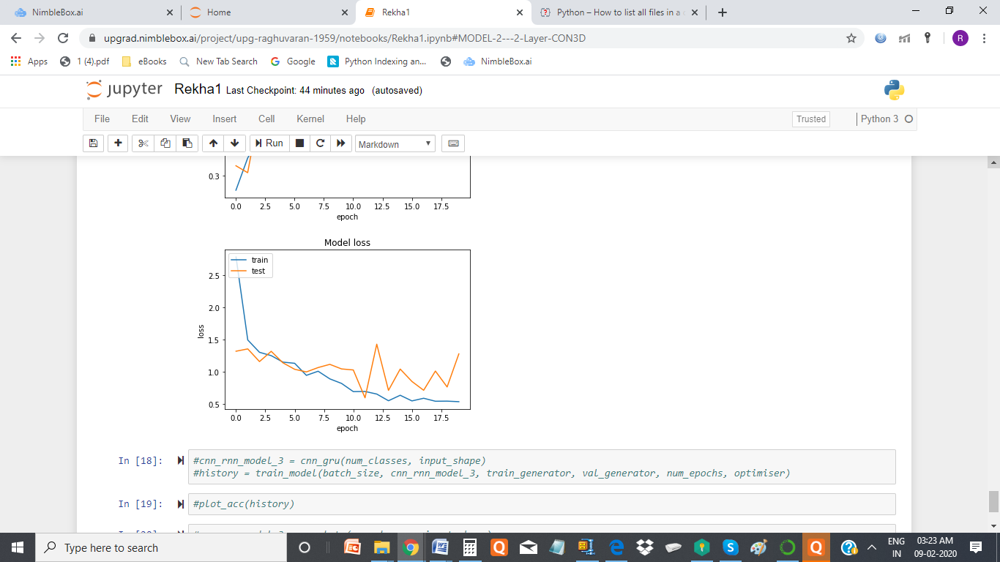 NimbleBox.ai
Home
Rekha1
Python – How to list all files in a
upgrad.nimblebox.ai/project/upg-raghuvaran-1959/notebooks/Rekha1.ipynb#MODEL-2---2-Layer-CON3D
R
Apps
1 (4).pdf
eBooks
New Tab Search
Google
Python Indexing an...
NimbleBox.ai
jupyter Rekha1 Last Checkpoint: 44 minutes ago (autosaved)
File Edit View Insert Cell Kernel Help
Trusted
Python 3
Run
Markdown
0.3
0.0 2.5 5.0 7.5 10.0 12.5 15.0 17.5
epoch
Model loss
train
test
2.5
2.0
1.5
1.0
0.5
loss
0.0 2.5 5.0 7.5 10.0 12.5 15.0 17.5
epoch
In [18]:
#cnn_rnn_model_3 = cnn_gru(num_classes, input_shape)
#history = train_model(batch_size, cnn_rnn_model_3, train_generator, val_generator, num_epochs, optimiser)
In [19]:
#plot_acc(history)
Type here to search
ENG
IN
03:23 AM
09-02-2020